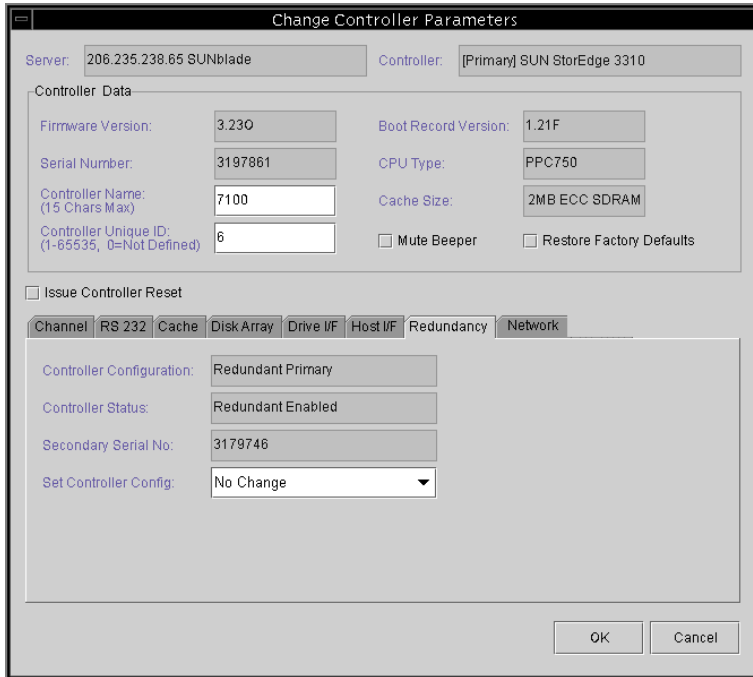 Change Controller Parameters
Server: 206.235.238.65 SUNblade Controller: [Primary] SUN StorEdge 3310
Controller Data
Firmware Version: 3.23Q Boot Record Version: 1.21F
Serial Number: 3197861 CPU Type: PPC750
Controller Name: 7100 Cache Size: 2MB ECC SDRAM
(15 Chars Max)
Controller Unique ID: 6
(1-65535, 0=Not Defined)
Mute Beeper Restore Factory Defaults
Issue Controller Reset
Channel RS 232 Cache Disk Array Drive I/F Host I/F Redundancy Network
Controller Configuration: Redundant Primary
Controller Status: Redundant Enabled
Secondary Serial No: 3179746
Set Controller Config: No Change
OK Cancel